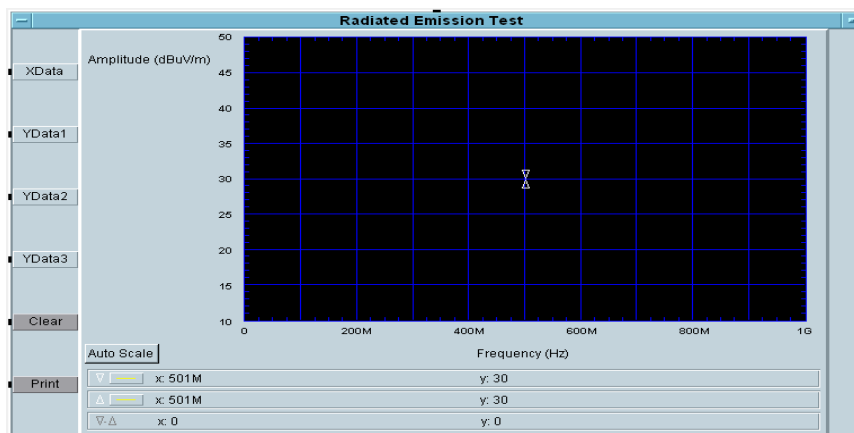 Radiated Emission Test
XData
YData1
YData2
YData3
Clear
Print
Amplitude (dBuV/m)
50
45
40
35
30
25
20
15
10
0 200M 400M 600M 800M 1G
Auto Scale
Frequency (Hz)
x: 501M y: 30
x: 501M y: 30
x: 0 y: 0